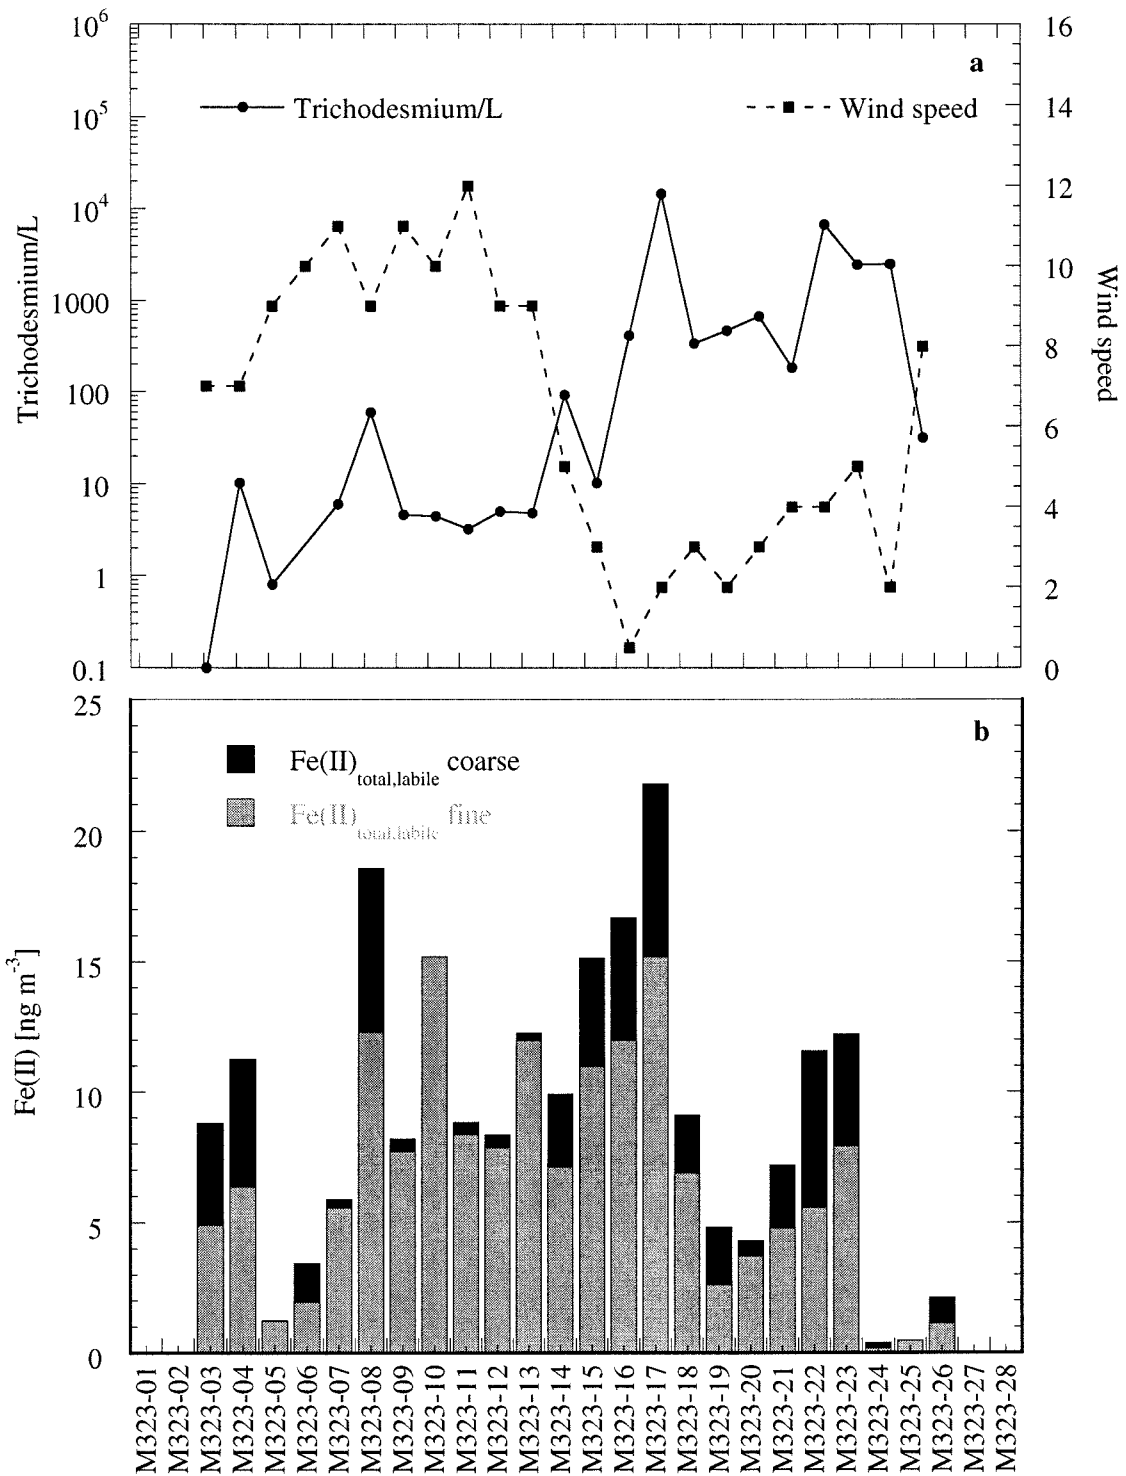 10^6
10^5
10^4
1000
100
10
1
0.1
Trichodesmium/L
a
Trichodesmium/L
Wind speed
16
14
12
10
8
6
4
2
0
Wind speed
25
20
15
10
5
0
Fe(II) [ng m^-3]
b
Fe(II)total,labile coarse
Fe(II)total,labile fine
M323-01
M323-02
M323-03
M323-04
M323-05
M323-06
M323-07
M323-08
M323-09
M323-10
M323-11
M323-12
M323-13
M323-14
M323-15
M323-16
M323-17
M323-18
M323-19
M323-20
M323-21
M323-22
M323-23
M323-24
M323-25
M323-26
M323-27
M323-28